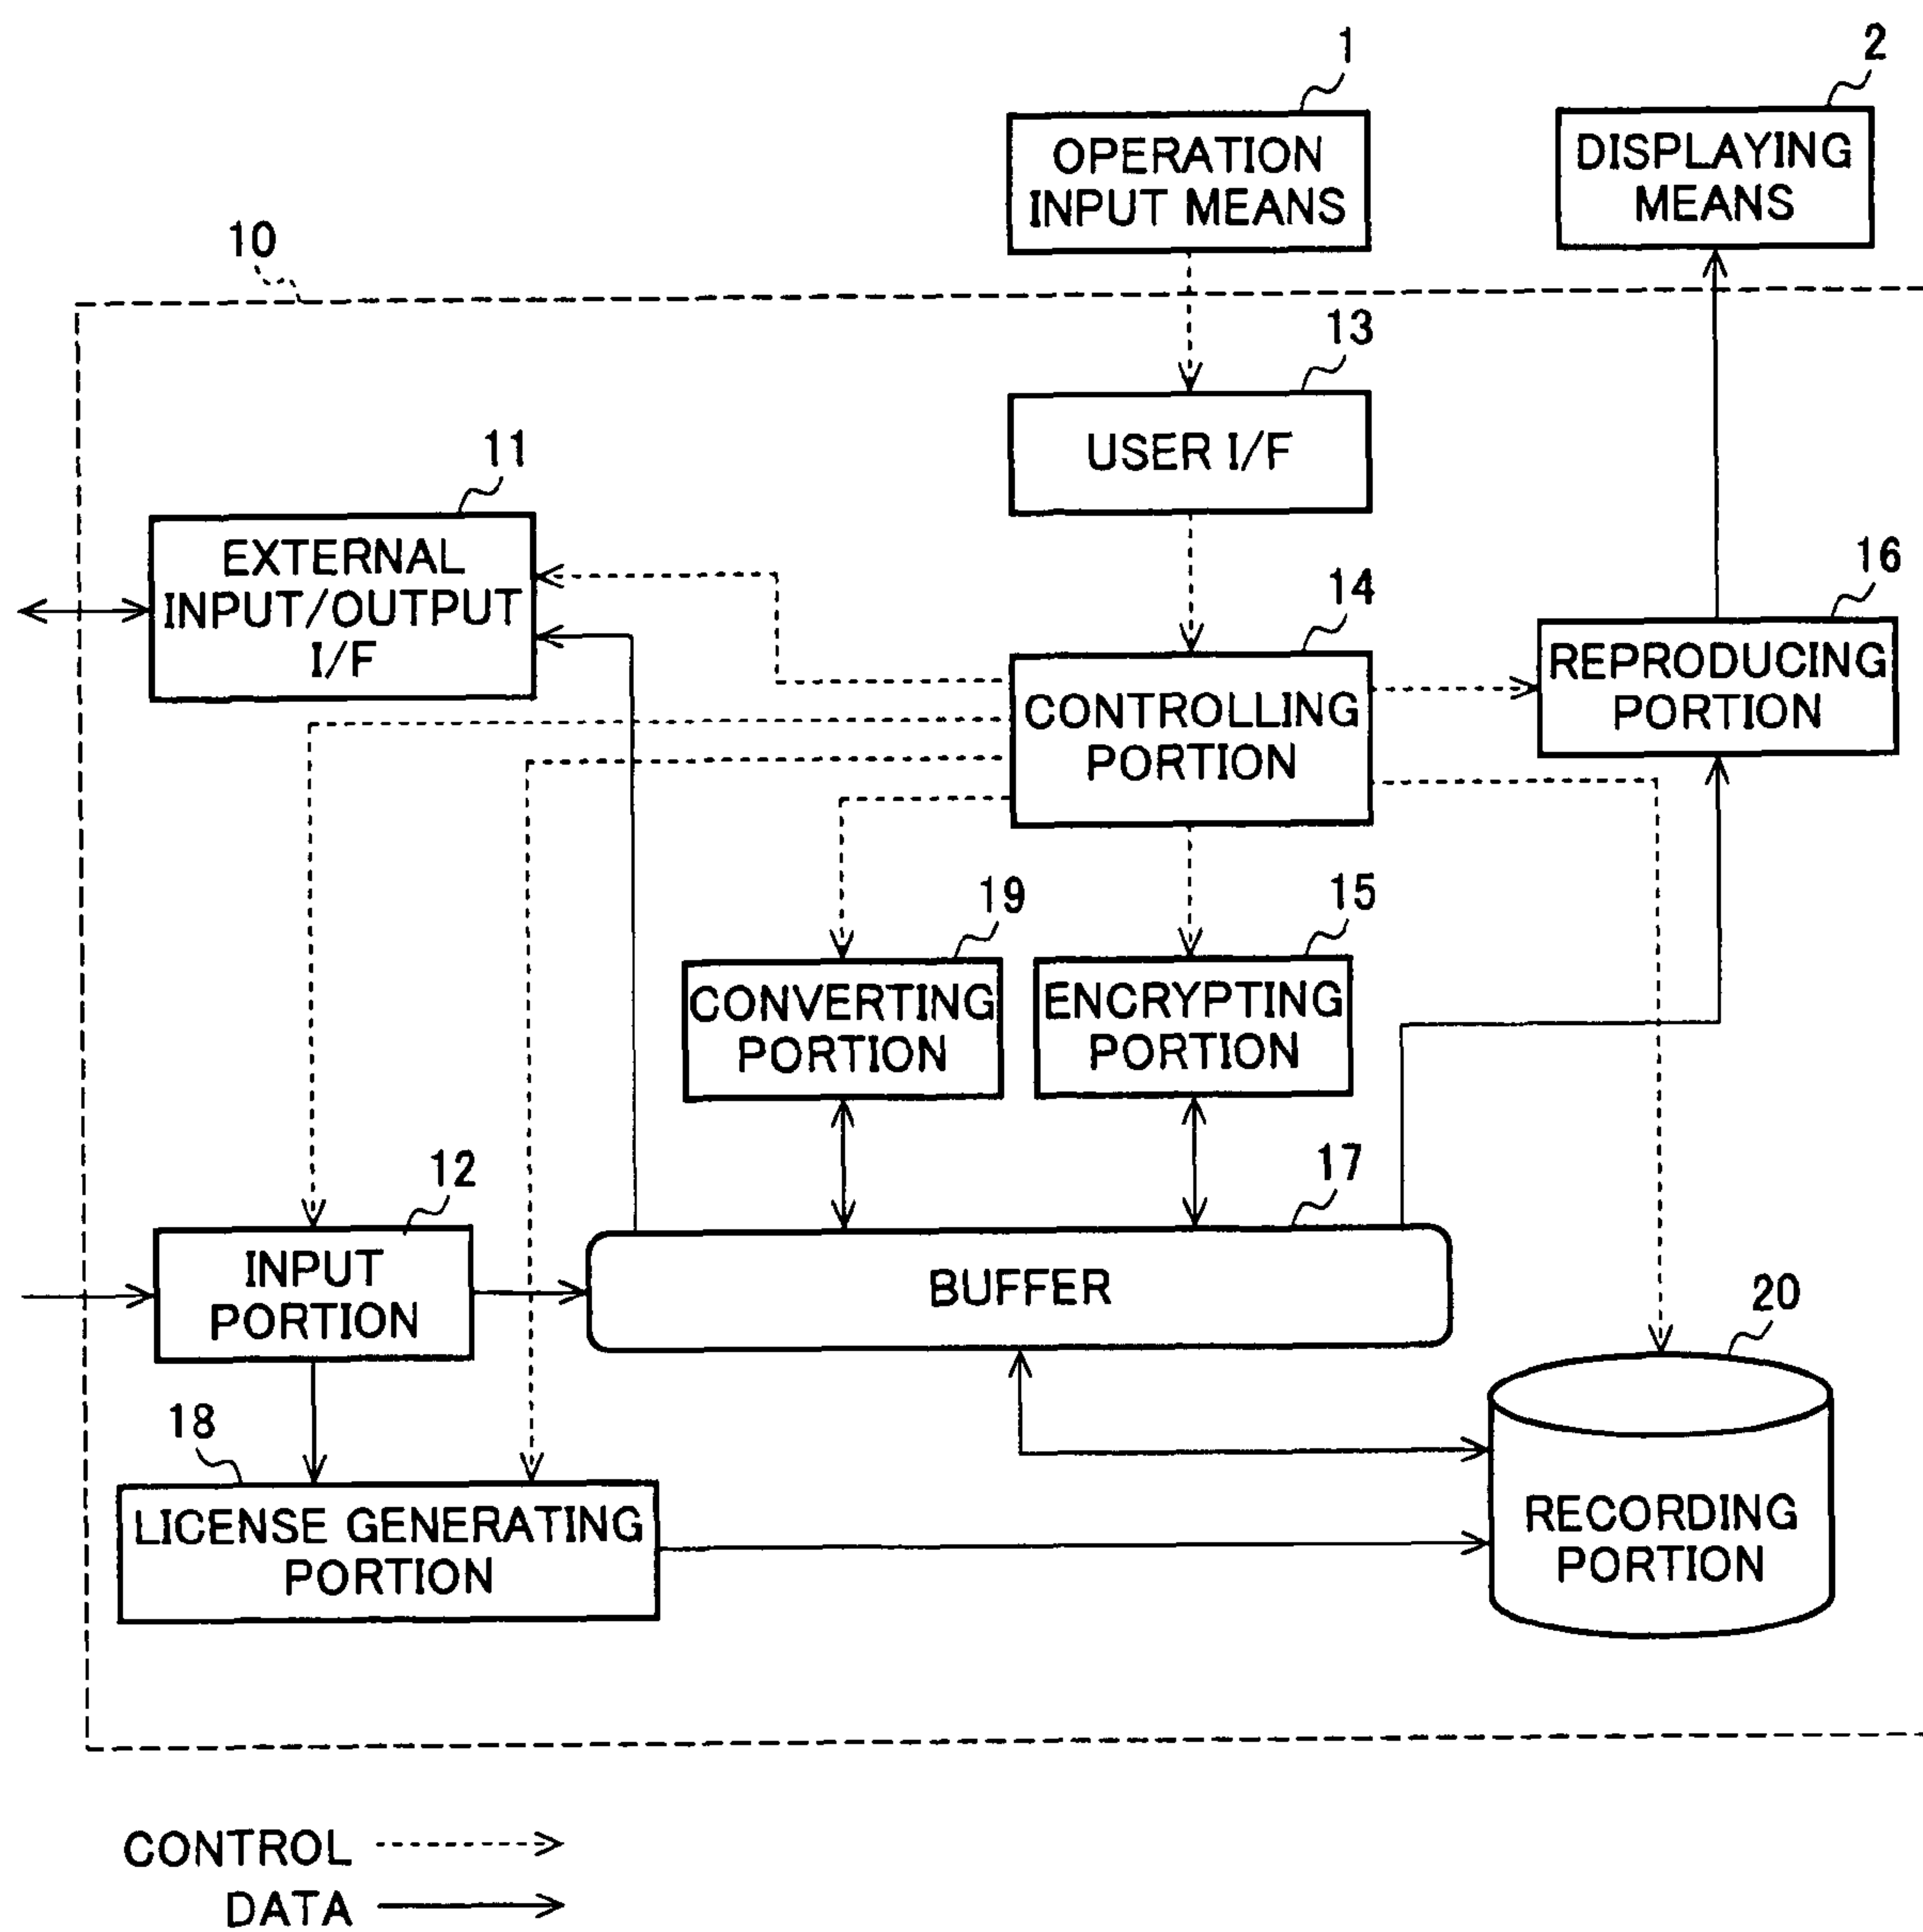 1
2
OPERATION
INPUT MEANS
DISPLAYING
MEANS
10
13
USER I/F
11
EXTERNAL
INPUT/OUTPUT
I/F
14
16
CONTROLLING
PORTION
REPRODUCING
PORTION
19
15
CONVERTING
PORTION
ENCRYPTING
PORTION
12
17
INPUT
PORTION
BUFFER
20
18
LICENSE GENERATING
PORTION
RECORDING
PORTION
CONTROL
DATA